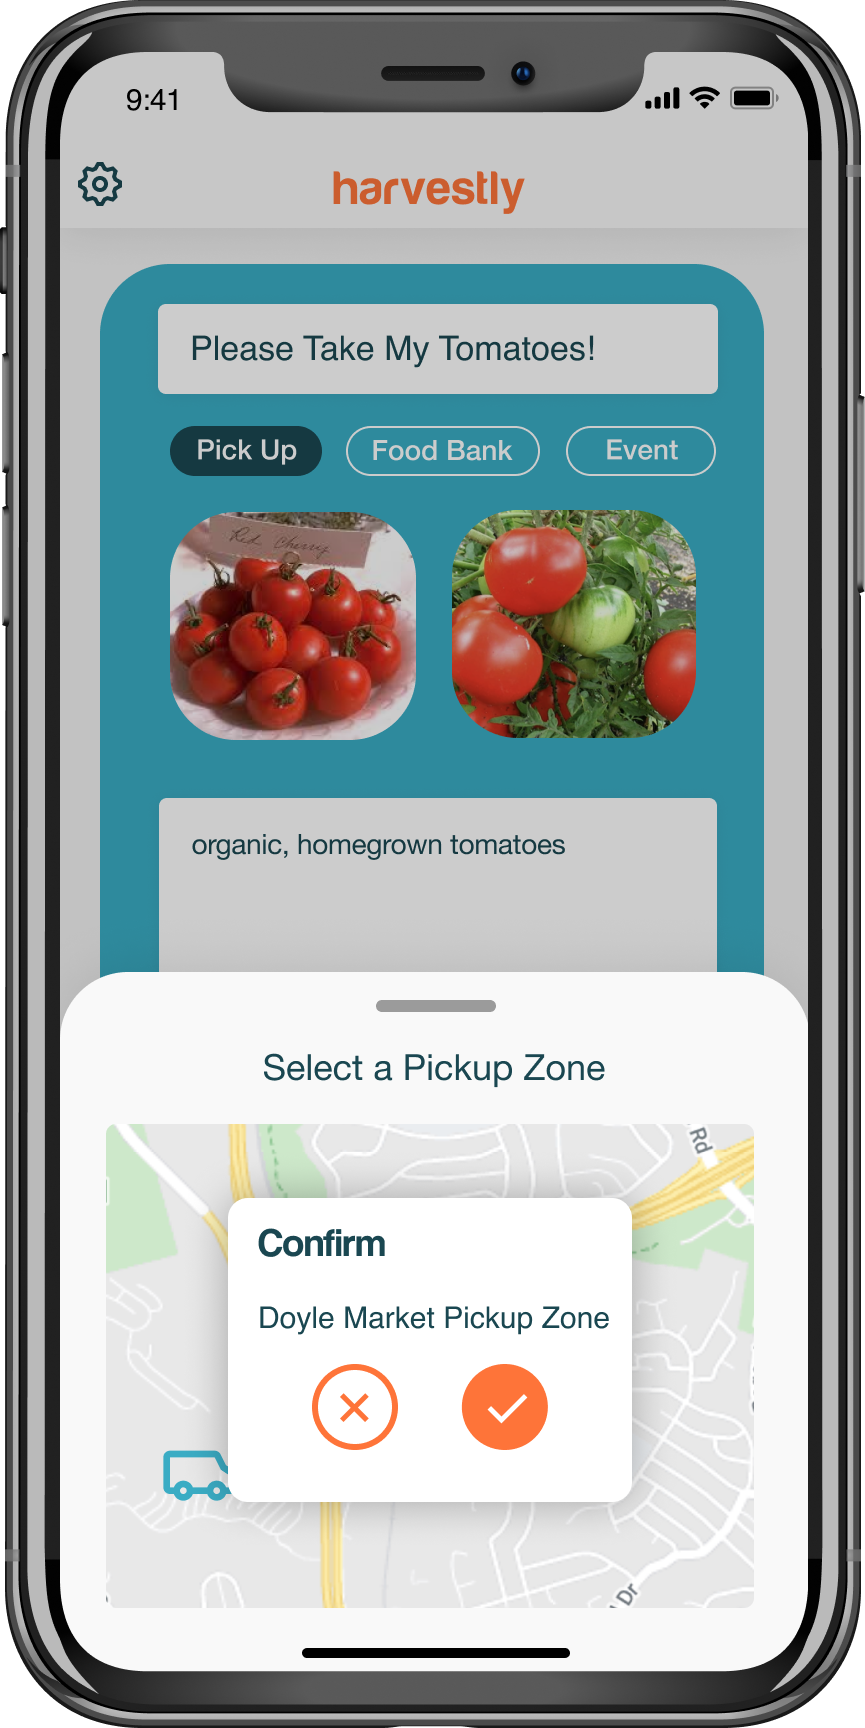 9:41
harvestly
Please Take My Tomatoes!
Pick Up
Food Bank
Event
Red Cherry
organic, homegrown tomatoes
Select a Pickup Zone
Rd
Confirm
Doyle Market Pickup Zone
Dr